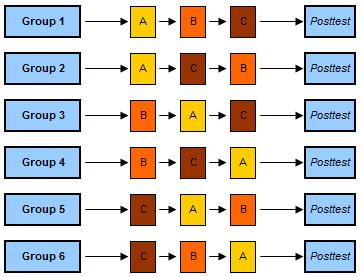 Group 1 A B C Posttest
Group 2 A C B Posttest
Group 3 B A C Posttest
Group 4 B C A Posttest
Group 5 C A B Posttest
Group 6 C B A Posttest